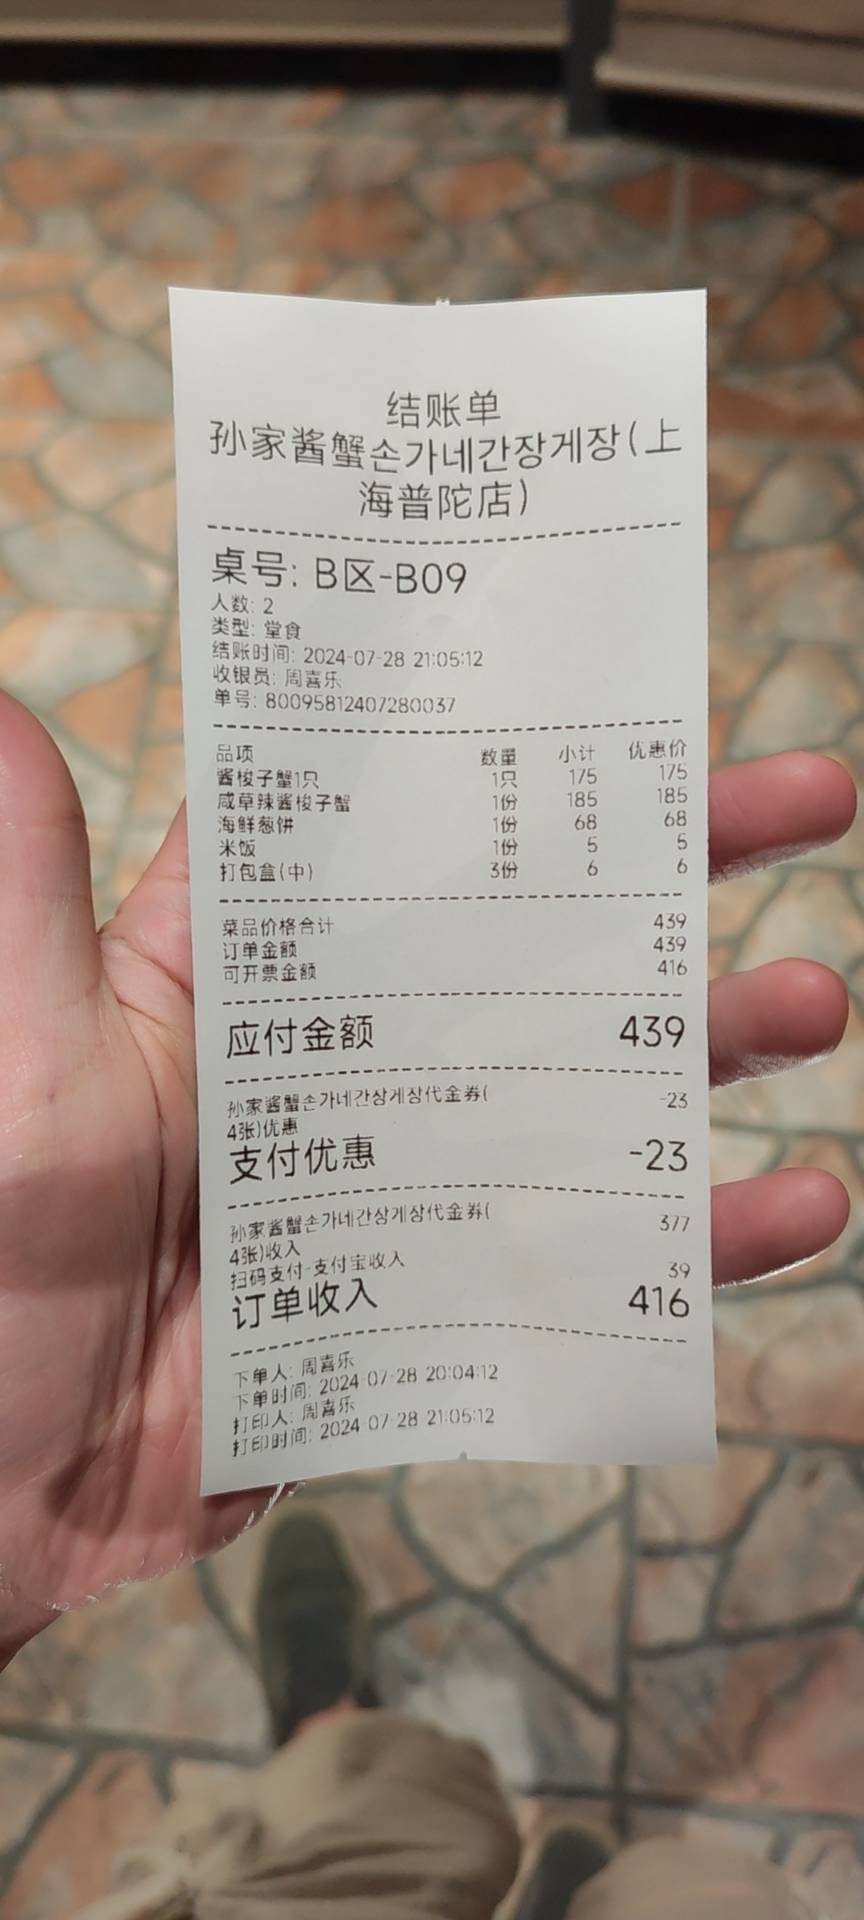 结账单
孙家酱蟹손가네간장게장(上
海普陀店)
桌号: B区-B09
人数: 2
类型: 堂食
结账时间: 2024-07-28 21:05:12
收银员: 周喜乐
单号: 80095812407280037
品项 数量 小计 优惠价
酱梭子蟹1只 1只 175 175
咸草辣酱梭子蟹 1份 185 185
海鲜葱饼 1份 68 68
米饭 1份 5 5
打包盒(中) 3份 6 6
菜品价格合计 439
订单金额 439
可开票金额 416
应付金额 439
孙家酱蟹손가네간장게장代金券( -23
4张)优惠
支付优惠 -23
孙家酱蟹손가네간장게장代金券( 377
4张)收入
扫码支付-支付宝收入 39
订单收入 416
下单人: 周喜乐
下单时间: 2024-07-28 20:04:12
打印人: 周喜乐
打印时间: 2024-07-28 21:05:12